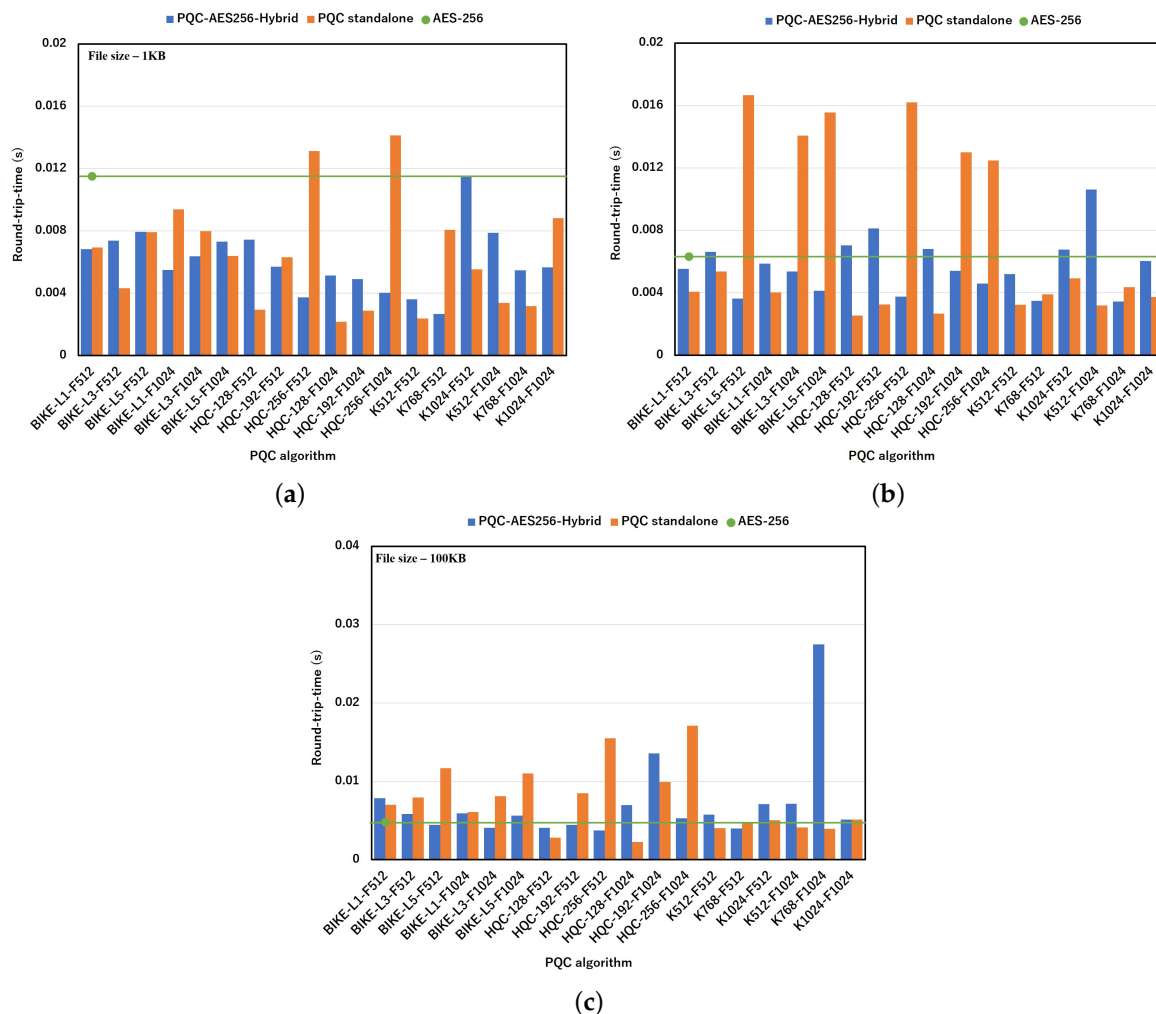 PQC-AES256-Hybrid PQC standalone AES-256
File size – 1KB
Round-trip-time (s)
0.02
0.016
0.012
0.008
0.004
0
BIKE-L1-F512
BIKE-L3-F512
BIKE-L5-F512
BIKE-L1-F1024
BIKE-L3-F1024
BIKE-L5-F1024
HQC-128-F512
HQC-192-F512
HQC-256-F512
HQC-128-F1024
HQC-192-F1024
HQC-256-F1024
K512-F512
K768-F512
K1024-F512
K512-F1024
K768-F1024
K1024-F1024
PQC algorithm
(a)
PQC-AES256-Hybrid PQC standalone AES-256
Round-trip-time (s)
0.02
0.016
0.012
0.008
0.004
0
BIKE-L1-F512
BIKE-L3-F512
BIKE-L5-F512
BIKE-L1-F1024
BIKE-L3-F1024
BIKE-L5-F1024
HQC-128-F512
HQC-192-F512
HQC-256-F512
HQC-128-F1024
HQC-192-F1024
HQC-256-F1024
K512-F512
K768-F512
K1024-F512
K512-F1024
K768-F1024
K1024-F1024
PQC algorithm
(b)
PQC-AES256-Hybrid PQC standalone AES-256
File size – 100KB
Round-trip-time (s)
0.04
0.03
0.02
0.01
0
BIKE-L1-F512
BIKE-L3-F512
BIKE-L5-F512
BIKE-L1-F1024
BIKE-L3-F1024
BIKE-L5-F1024
HQC-128-F512
HQC-192-F512
HQC-256-F512
HQC-128-F1024
HQC-192-F1024
HQC-256-F1024
K512-F512
K768-F512
K1024-F512
K512-F1024
K768-F1024
K1024-F1024
PQC algorithm
(c)